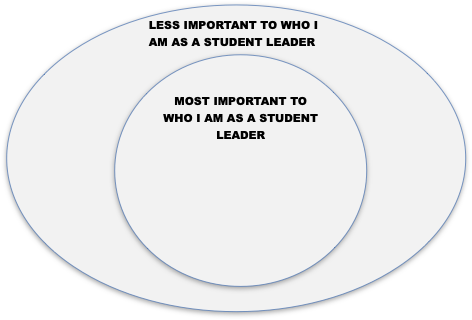 LESS IMPORTANT TO WHO I
AM AS A STUDENT LEADER
MOST IMPORTANT TO
WHO I AM AS A STUDENT
LEADER